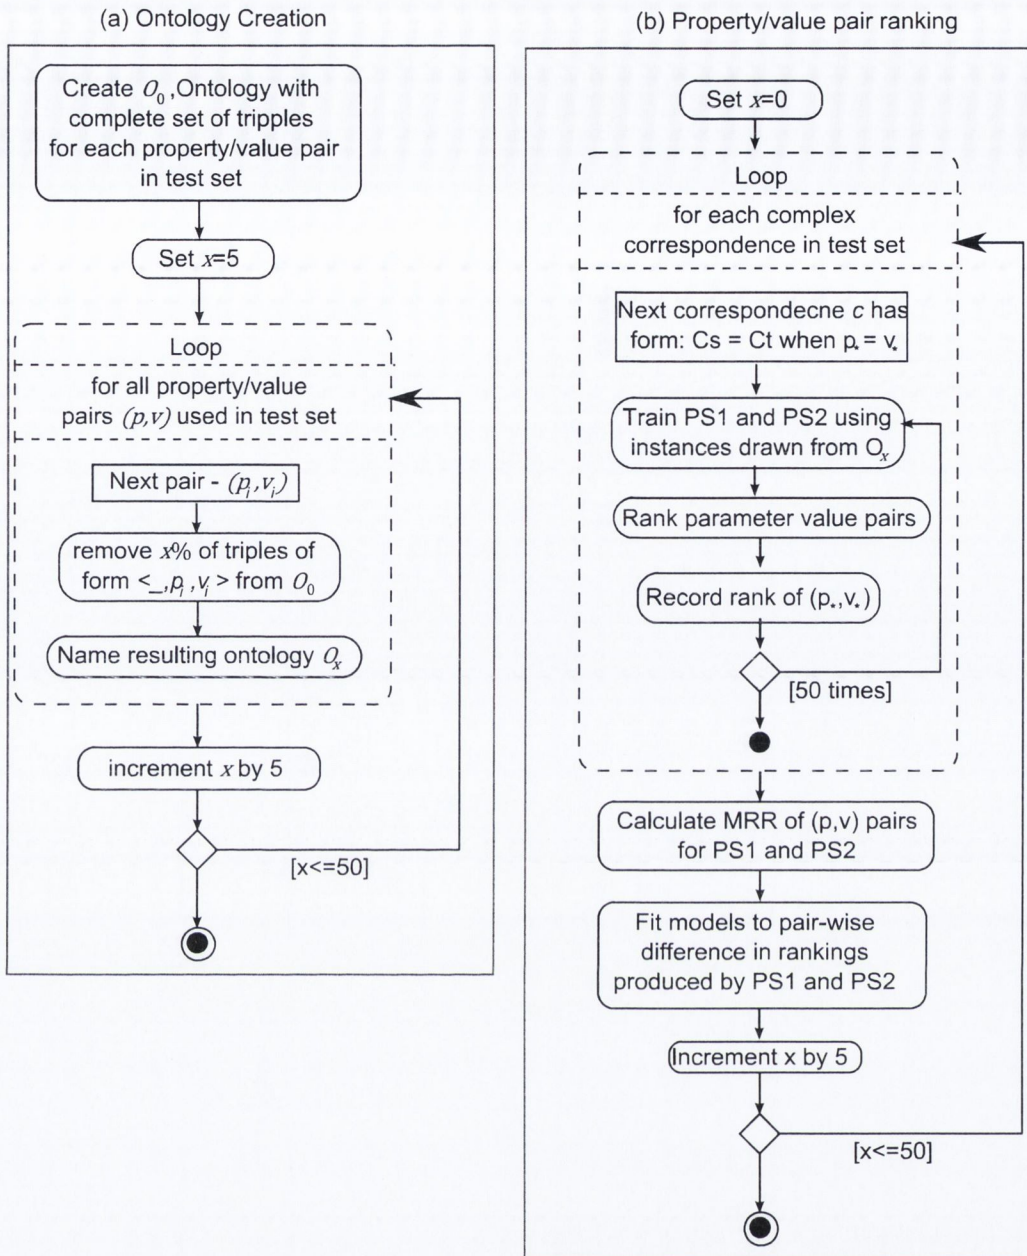 (a) Ontology Creation
Create O₀ ,Ontology with
complete set of tripples
for each property/value pair
in test set
Set x=5
Loop
for all property/value
pairs (p,v) used in test set
Next pair - (pᵢ,vᵢ)
remove x% of triples of
form <_,pᵢ ,vᵢ > from O₀
Name resulting ontology Oₓ
increment x by 5
[x<=50]
(b) Property/value pair ranking
Set x=0
Loop
for each complex
correspondence in test set
Next correspondecne c has
form: Cs = Ct when p* = v*
Train PS1 and PS2 using
instances drawn from Oₓ
Rank parameter value pairs
Record rank of (p*,v*)
[50 times]
Calculate MRR of (p,v) pairs
for PS1 and PS2
Fit models to pair-wise
difference in rankings
produced by PS1 and PS2
Increment x by 5
[x<=50]